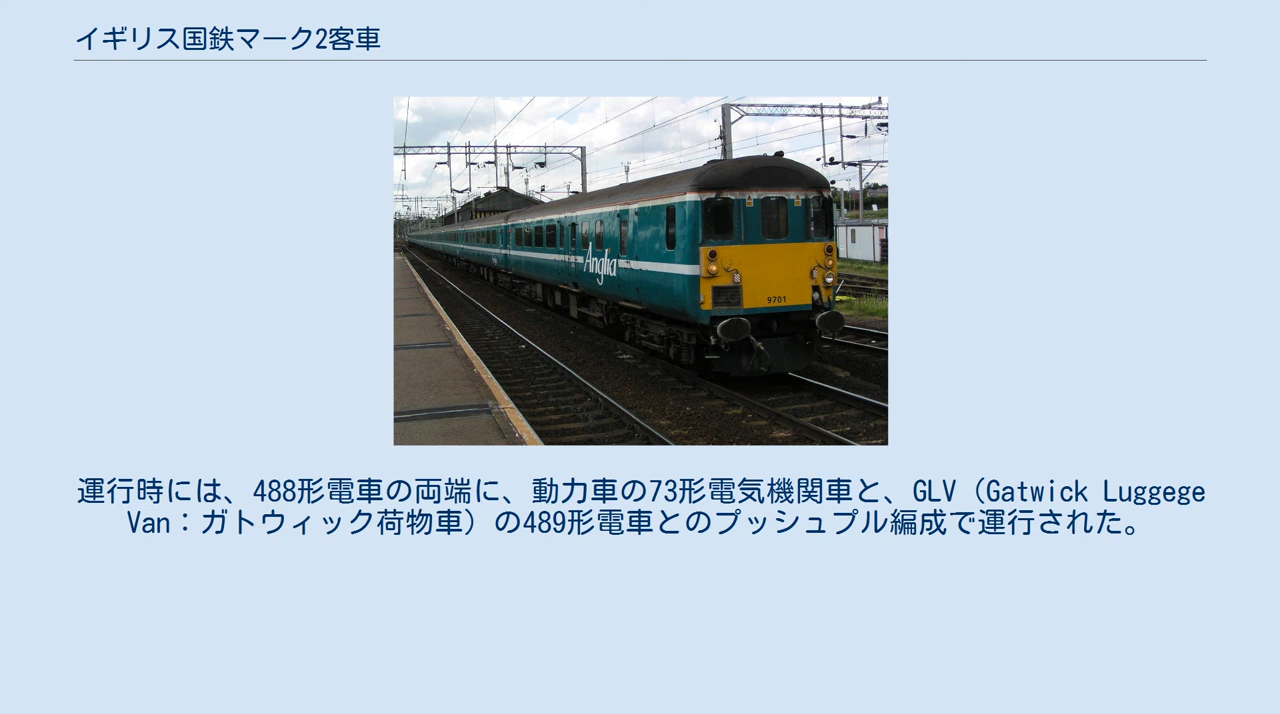 イギリス国鉄マーク2客車
Anglia
9701
運行時には、488形電車の両端に、動力車の73形電気機関車と、GLV（Gatwick Luggege
Van：ガトウィック荷物車）の489形電車とのプッシュプル編成で運行された。